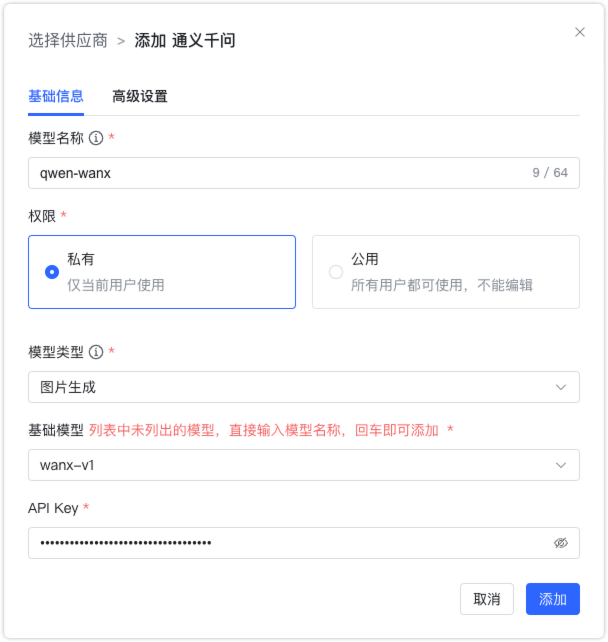 选择供应商 > 添加 通义千问
基础信息 高级设置
模型名称 *
qwen-wanx 9 / 64
权限 *
私有
仅当前用户使用
公用
所有用户都可使用，不能编辑
模型类型 *
图片生成
基础模型 列表中未列出的模型，直接输入模型名称，回车即可添加 *
wanx-v1
API Key *
••••••••••••••••••••••••••••••••••••
取消 添加